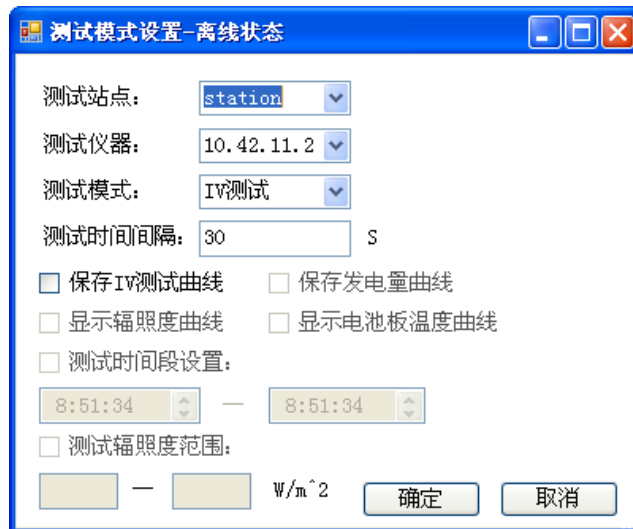 测试模式设置-离线状态
测试站点: station
测试仪器: 10.42.11.2
测试模式: IV测试
测试时间间隔: 30 S
保存IV测试曲线 保存发电量曲线
显示辐照度曲线 显示电池板温度曲线
测试时间段设置:
8:51:34 — 8:51:34
测试辐照度范围:
— W/m^2 确定 取消